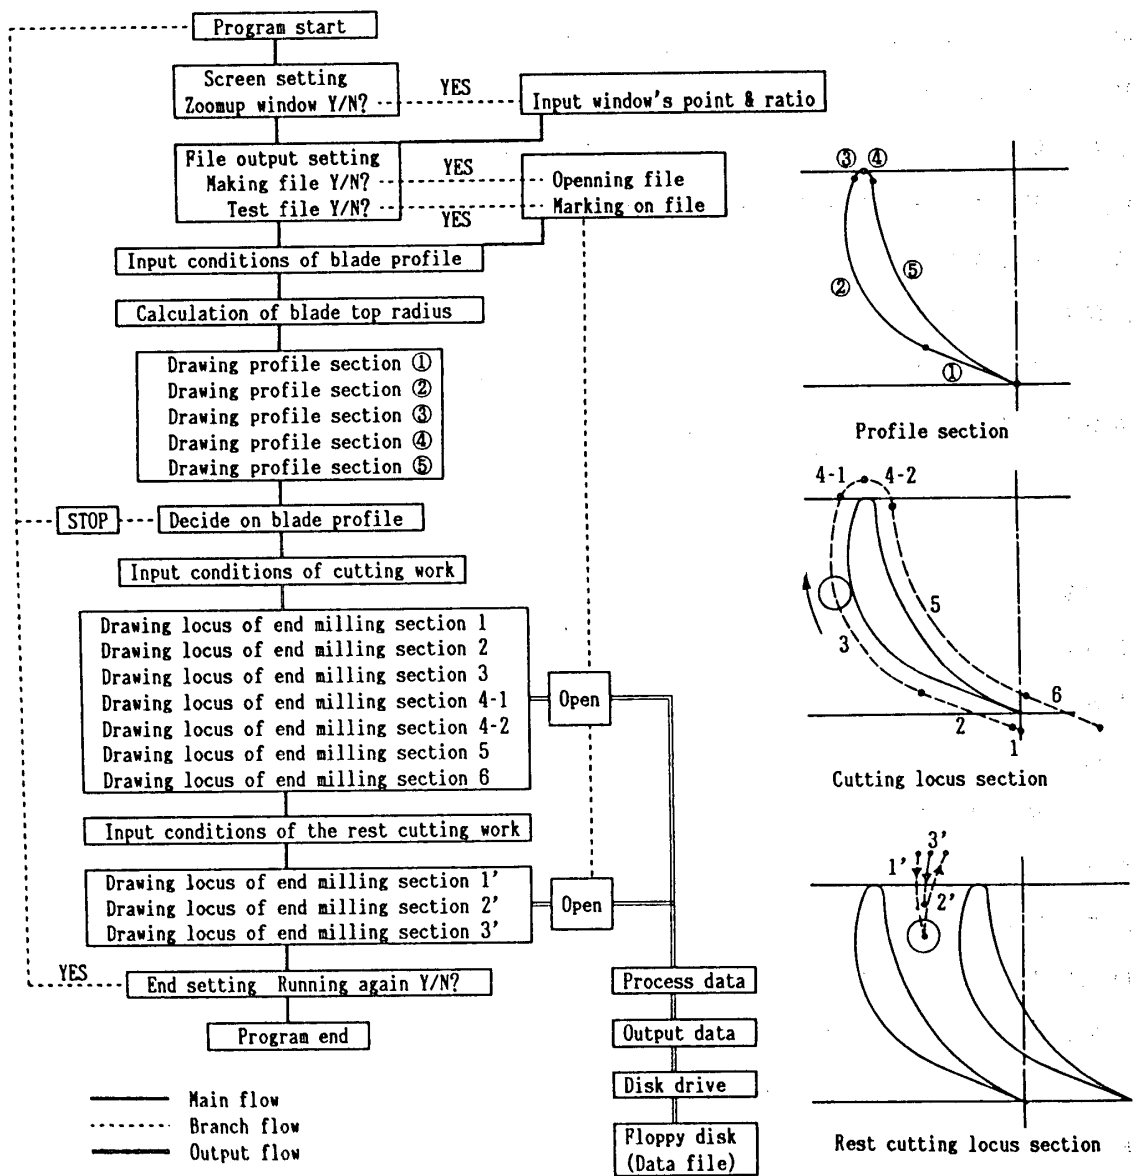 Program start
Screen setting
Zoomup window Y/N?
YES
Input window's point & ratio
File output setting
Making file Y/N?
Test file Y/N?
YES
YES
Openning file
Marking on file
Input conditions of blade profile
Calculation of blade top radius
Drawing profile section ①
Drawing profile section ②
Drawing profile section ③
Drawing profile section ④
Drawing profile section ⑤
STOP
Decide on blade profile
Input conditions of cutting work
Drawing locus of end milling section 1
Drawing locus of end milling section 2
Drawing locus of end milling section 3
Drawing locus of end milling section 4-1
Drawing locus of end milling section 4-2
Drawing locus of end milling section 5
Drawing locus of end milling section 6
Open
Input conditions of the rest cutting work
Drawing locus of end milling section 1'
Drawing locus of end milling section 2'
Drawing locus of end milling section 3'
Open
YES
End setting Running again Y/N?
Program end
Process data
Output data
Disk drive
Floppy disk
(Data file)
Main flow
Branch flow
Output flow
③ ④
⑤
②
①
Profile section
4-1 4-2
5
3
6
2
1
Cutting locus section
3'
1'
2'
Rest cutting locus section